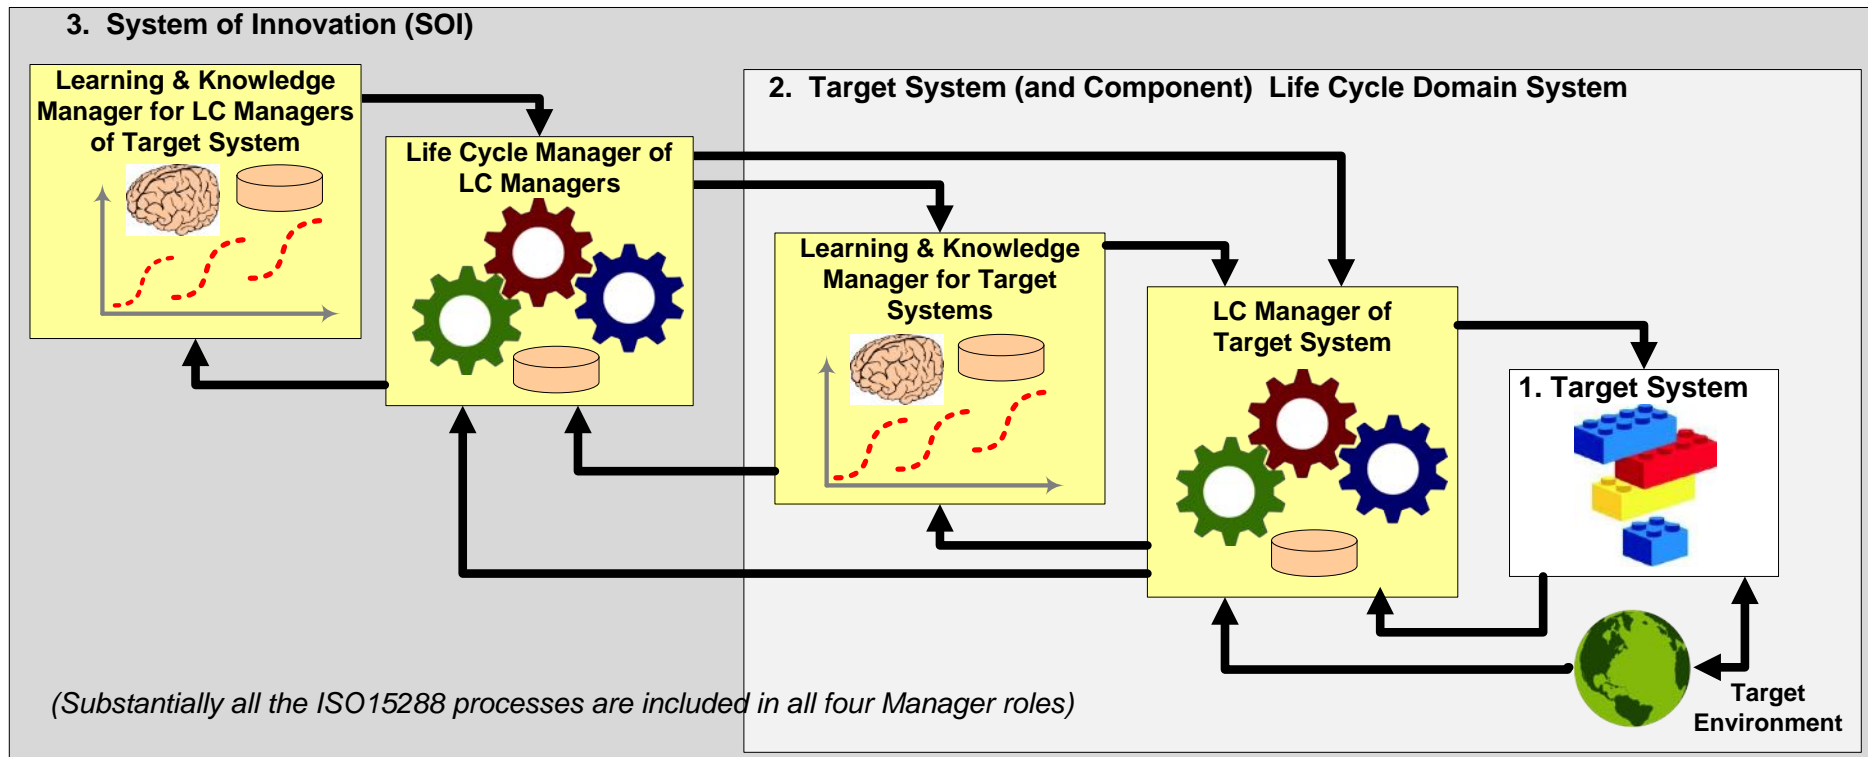 3. System of Innovation (SOI)
Learning & Knowledge
Manager for LC Managers
of Target System
2. Target System (and Component) Life Cycle Domain System
Life Cycle Manager of
LC Managers
Learning & Knowledge
Manager for Target
Systems
LC Manager of
Target System
1. Target System
Target
Environment
(Substantially all the ISO15288 processes are included in all four Manager roles)